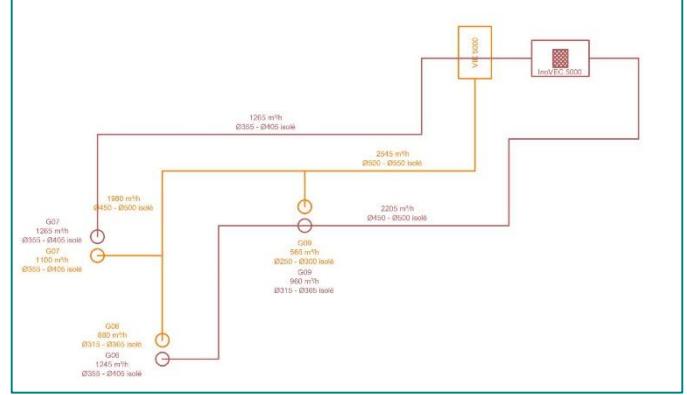 VIE 5000
InoVEC 5000
1265 m³/h
Ø355 - Ø405 isolé
2545 m³/h
Ø500 - Ø550 isolé
1980 m³/h
Ø450 - Ø500 isolé
2205 m³/h
Ø450 - Ø500 isolé
G07
1265 m³/h
Ø355 - Ø405 isolé
G07
1100 m³/h
Ø355 - Ø405 isolé
G09
565 m³/h
Ø250 - Ø300 isolé
G09
960 m³/h
Ø315 - Ø365 isolé
G08
880 m³/h
Ø315 - Ø365 isolé
G08
1245 m³/h
Ø355 - Ø405 isolé